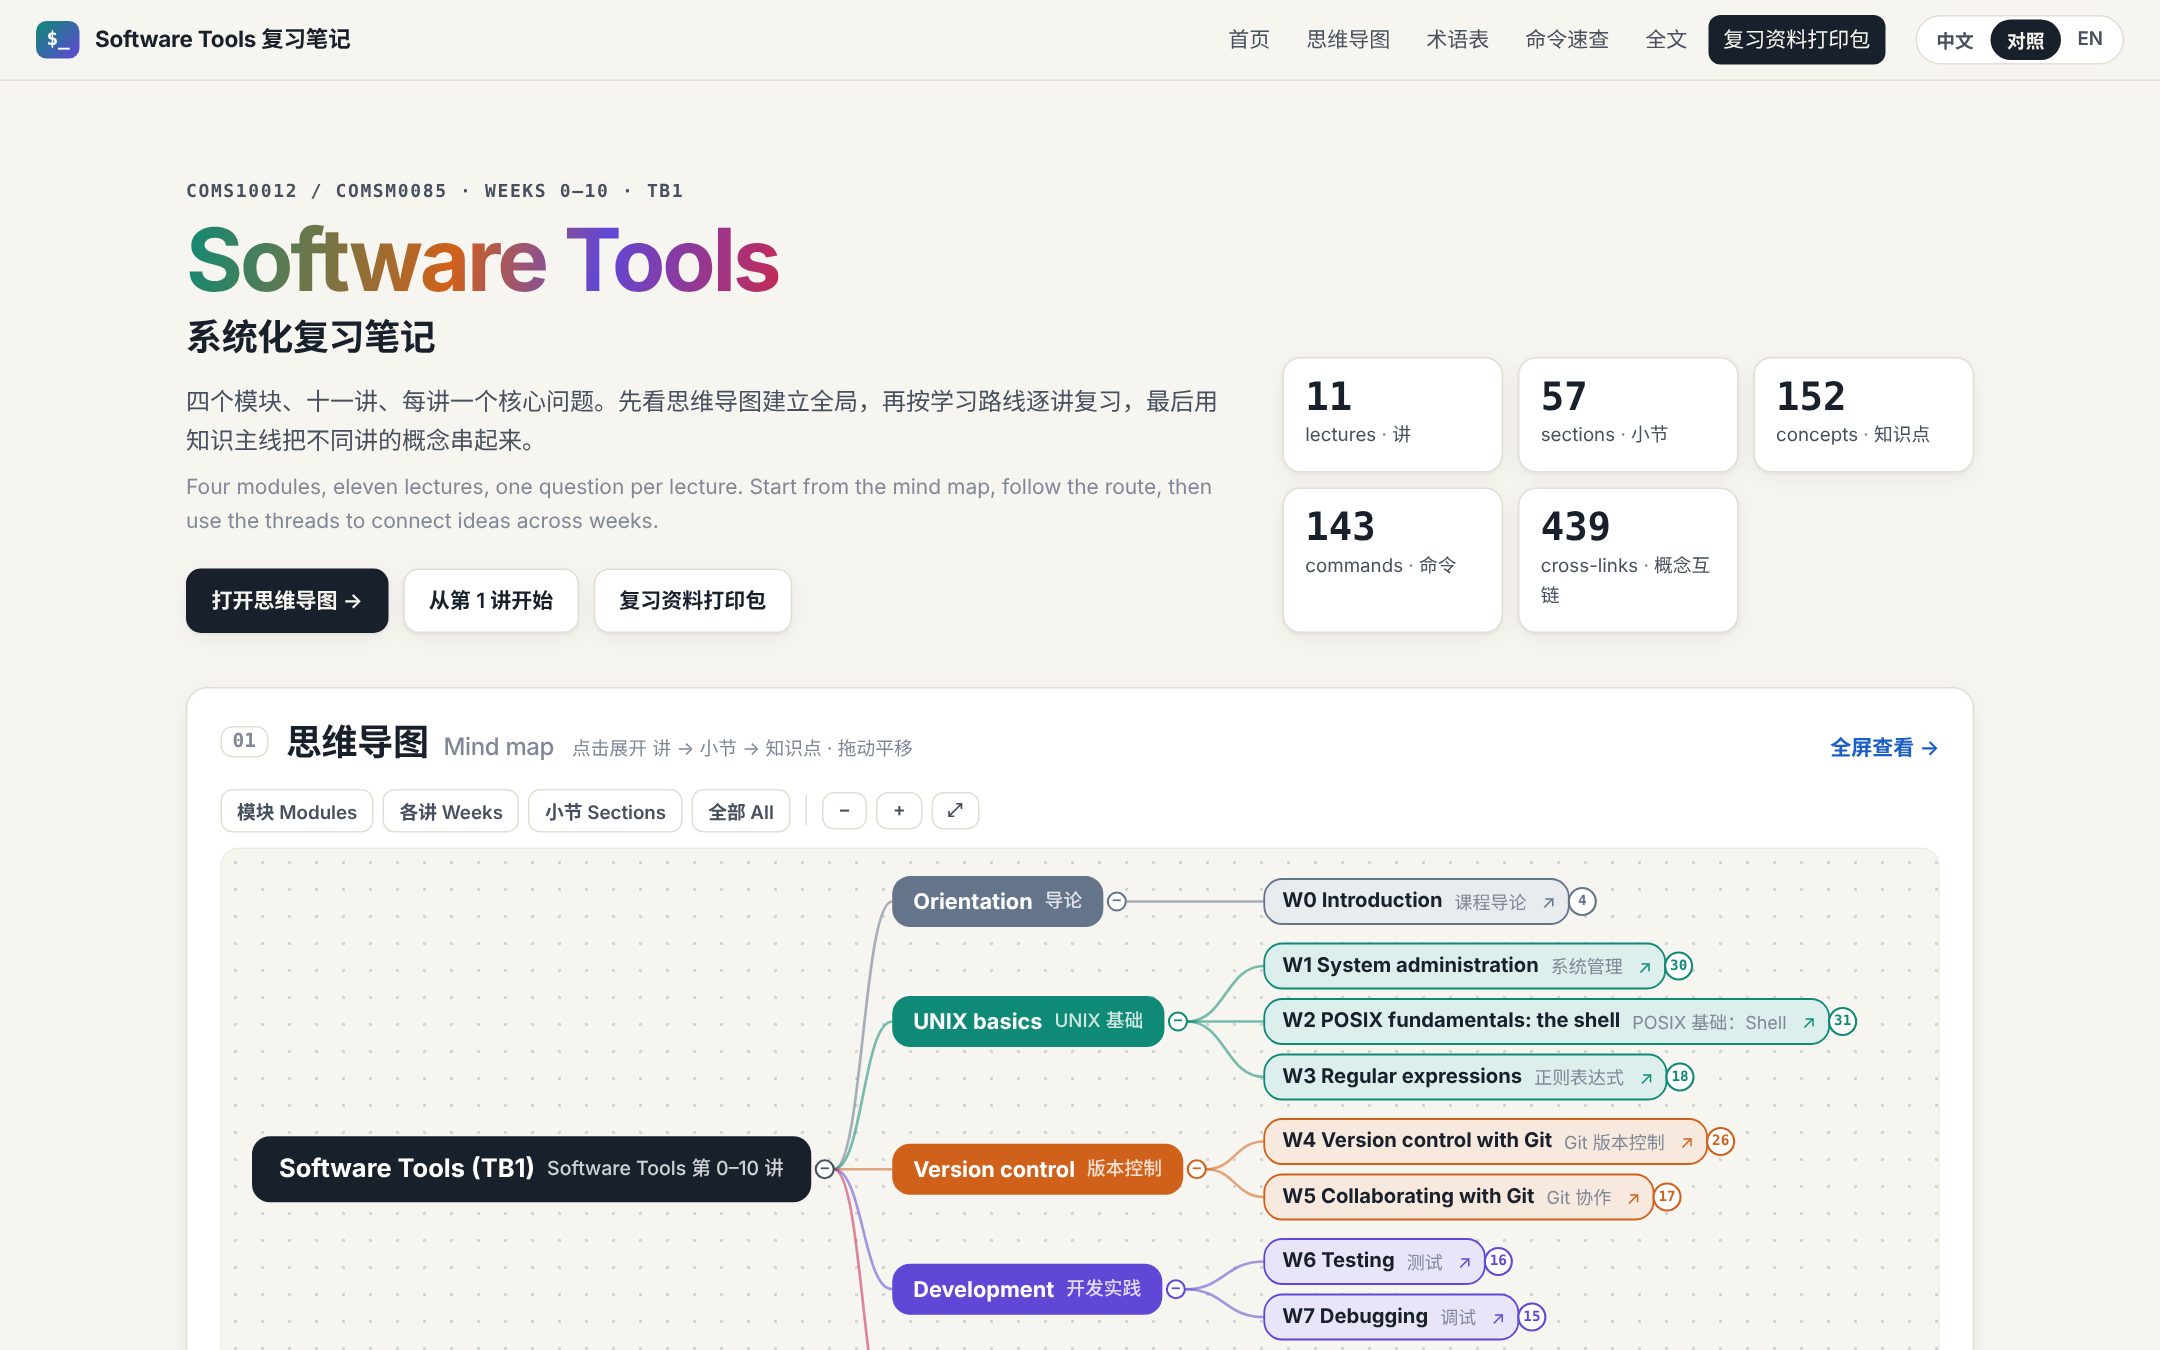 $_ Software Tools 复习笔记
首页 思维导图 术语表 命令速查 全文 复习资料打印包 中文 对照 EN
COMS10012 / COMSM0085 · WEEKS 0–10 · TB1
Software Tools
系统化复习笔记
四个模块、十一讲、每讲一个核心问题。先看思维导图建立全局，再按学习路线逐讲复习，最后用
知识主线把不同讲的概念串起来。
Four modules, eleven lectures, one question per lecture. Start from the mind map, follow the route, then
use the threads to connect ideas across weeks.
打开思维导图 → 从第 1 讲开始 复习资料打印包
11
lectures · 讲
57
sections · 小节
152
concepts · 知识点
143
commands · 命令
439
cross-links · 概念互
链
01 思维导图 Mind map 点击展开 讲 → 小节 → 知识点 · 拖动平移 全屏查看 →
模块 Modules 各讲 Weeks 小节 Sections 全部 All − + ⤢
Software Tools (TB1) Software Tools 第 0–10 讲 −
Orientation 导论 −
W0 Introduction 课程导论 ↗ 4
UNIX basics UNIX 基础 −
W1 System administration 系统管理 ↗ 30
W2 POSIX fundamentals: the shell POSIX 基础：Shell ↗ 31
W3 Regular expressions 正则表达式 ↗ 18
Version control 版本控制 −
W4 Version control with Git Git 版本控制 ↗ 26
W5 Collaborating with Git Git 协作 ↗ 17
Development 开发实践 −
W6 Testing 测试 ↗ 16
W7 Debugging 调试 ↗ 15